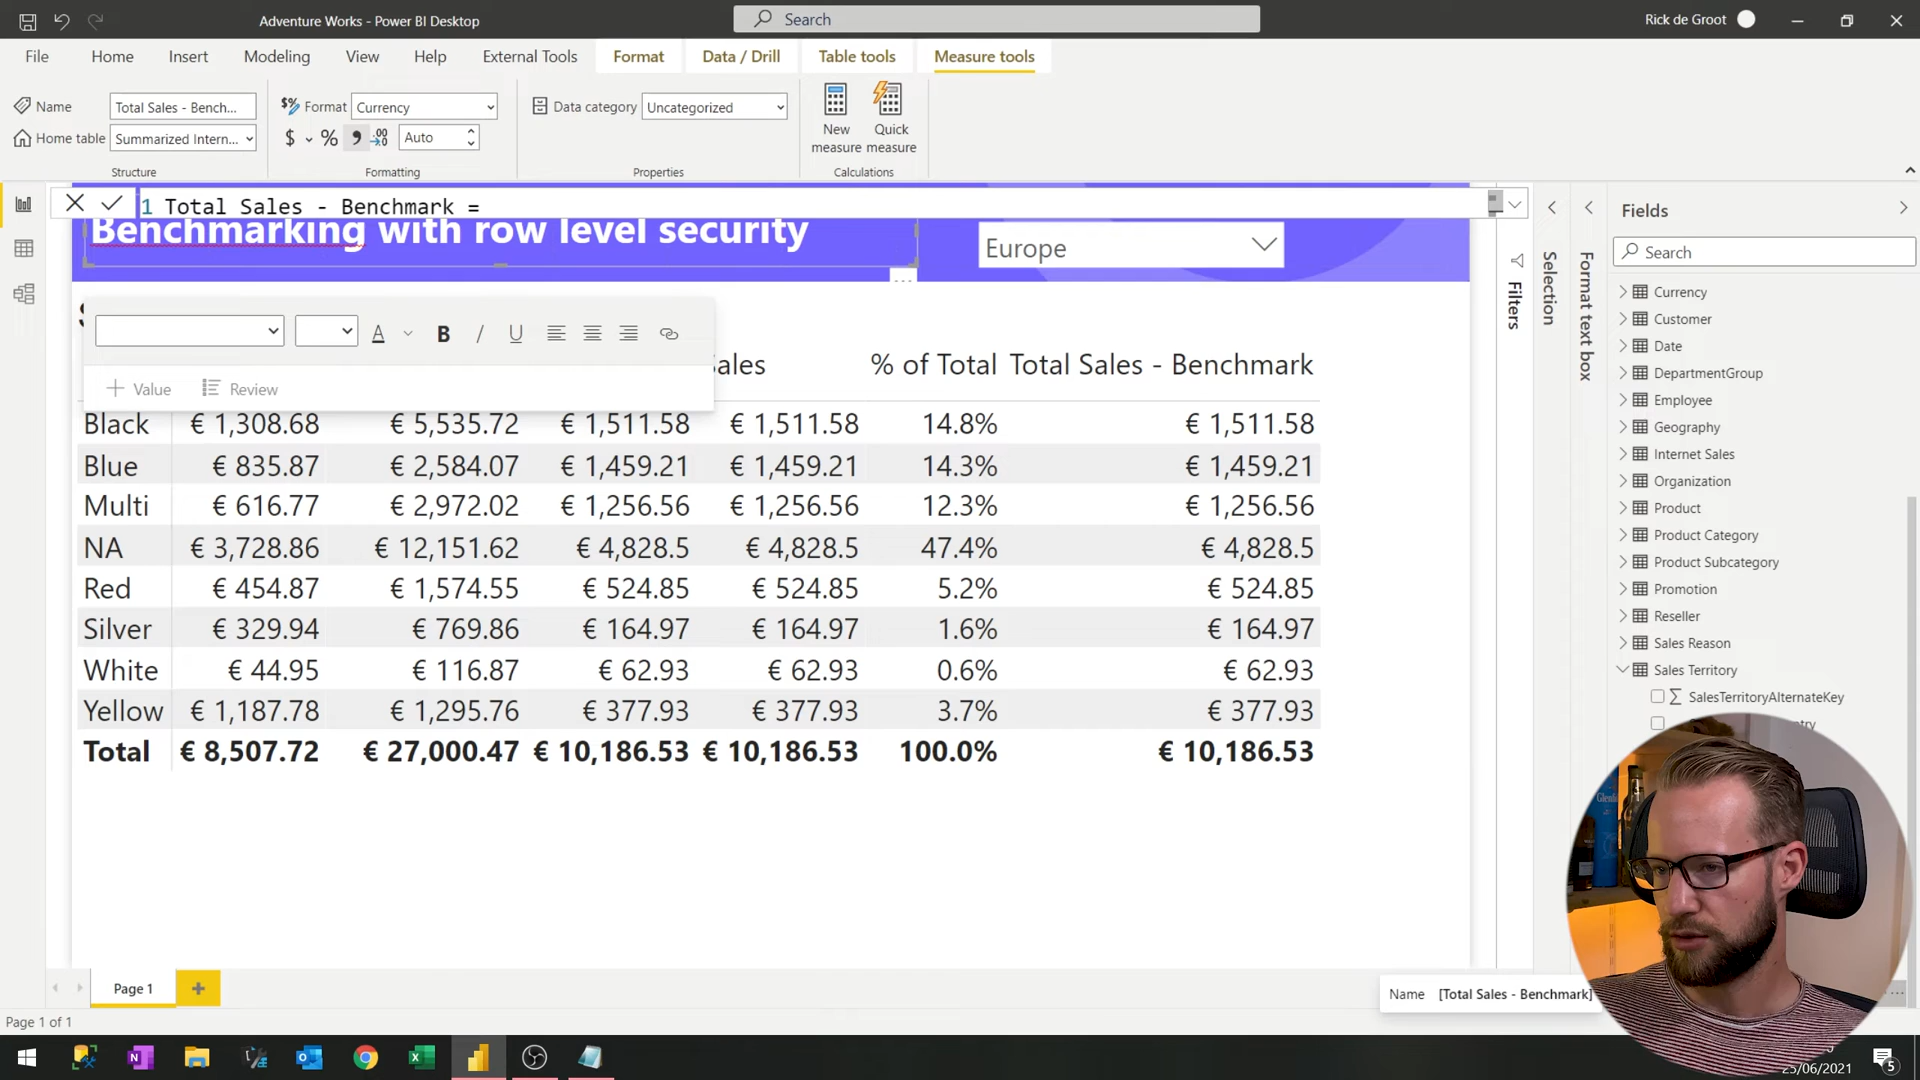 Adventure Works - Power BI Desktop
Search
Rick de Groot
File Home Insert Modeling View Help External Tools Format Data / Drill Table tools Measure tools
Name Total Sales - Bench...
Home table Summarized Intern...
Structure
Format Currency
$ % , .00 Auto
Formatting
Data category Uncategorized
Properties
New measure
Quick measure
Calculations
1 Total Sales - Benchmark =
Benchmarking with row level security
Europe
B / U
Value Review
% of Total Total Sales - Benchmark
Black € 1,308.68 € 5,535.72 € 1,511.58 € 1,511.58 14.8% € 1,511.58
Blue € 835.87 € 2,584.07 € 1,459.21 € 1,459.21 14.3% € 1,459.21
Multi € 616.77 € 2,972.02 € 1,256.56 € 1,256.56 12.3% € 1,256.56
NA € 3,728.86 € 12,151.62 € 4,828.5 € 4,828.5 47.4% € 4,828.5
Red € 454.87 € 1,574.55 € 524.85 € 524.85 5.2% € 524.85
Silver € 329.94 € 769.86 € 164.97 € 164.97 1.6% € 164.97
White € 44.95 € 116.87 € 62.93 € 62.93 0.6% € 62.93
Yellow € 1,187.78 € 1,295.76 € 377.93 € 377.93 3.7% € 377.93
Total € 8,507.72 € 27,000.47 € 10,186.53 € 10,186.53 100.0% € 10,186.53
Filters
Selection
Format text box
Fields
Search
Currency
Customer
Date
DepartmentGroup
Employee
Geography
Internet Sales
Organization
Product
Product Category
Product Subcategory
Promotion
Reseller
Sales Reason
Sales Territory
SalesTerritoryAlternateKey
Name [Total Sales - Benchmark]
Page 1
Page 1 of 1
25/06/2021
5